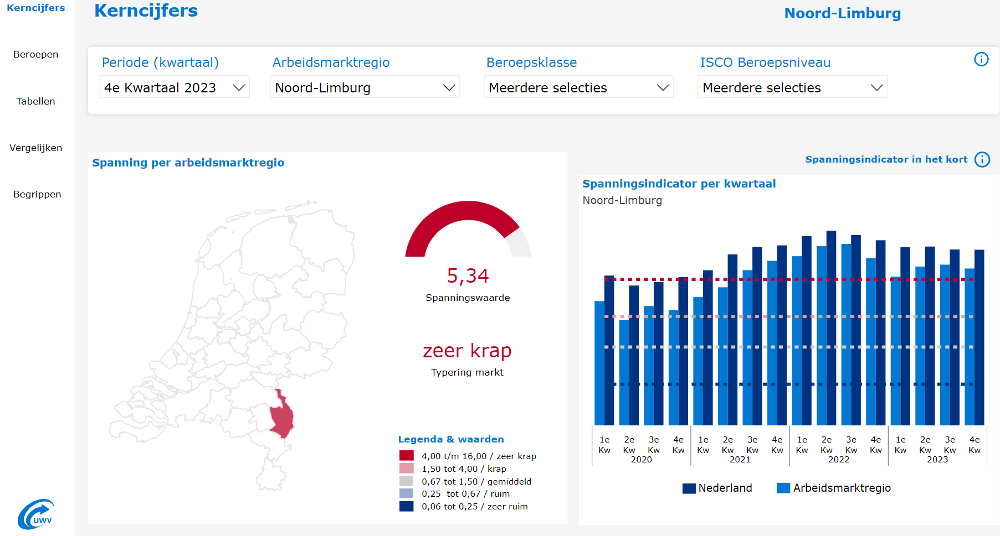 Kerncijfers
Beroepen
Tabellen
Vergelijken
Begrippen
uwv
Kerncijfers
Noord-Limburg
Periode (kwartaal)
4e Kwartaal 2023
Arbeidsmarktregio
Noord-Limburg
Beroepsklasse
Meerdere selecties
ISCO Beroepsniveau
Meerdere selecties
Spanning per arbeidsmarktregio
5,34
Spanningswaarde
zeer krap
Typering markt
Legenda & waarden
4,00 t/m 16,00 / zeer krap
1,50 tot 4,00 / krap
0,67 tot 1,50 / gemiddeld
0,25 tot 0,67 / ruim
0,06 tot 0,25 / zeer ruim
Spanningsindicator in het kort
Spanningsindicator per kwartaal
Noord-Limburg
1e 2e 3e 4e 1e 2e 3e 4e 1e 2e 3e 4e 1e 2e 3e 4e
Kw Kw Kw Kw Kw Kw Kw Kw Kw Kw Kw Kw Kw Kw Kw Kw
2020 2021 2022 2023
Nederland Arbeidsmarktregio